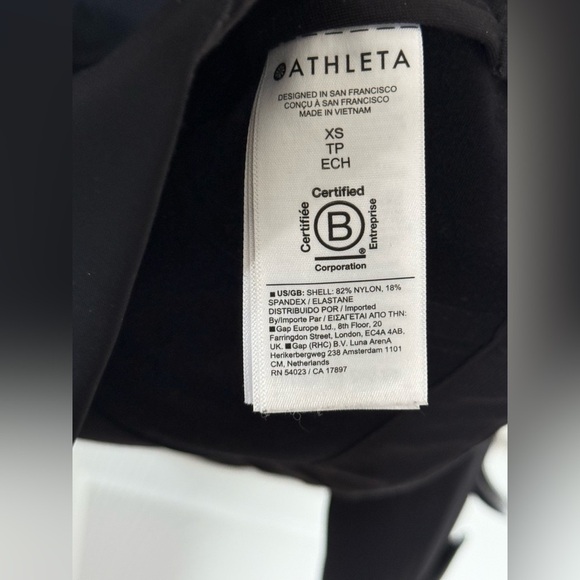 ATHLETA
DESIGNED IN SAN FRANCISCO
CONÇU À SAN FRANCISCO
MADE IN VIETNAM
XS
TP
ECH
Certified
Certifiée
B
®
Entreprise
Corporation
■ US/GB: SHELL: 82% NYLON, 18%
SPANDEX / ELASTANE
DISTRIBUIDO POR / Imported
By/Importe Par / ΕΙΣΑΓΕΤΑΙ ΑΠΟ ΤΗΝ:
■Gap Europe Ltd., 8th Floor, 20
Farringdon Street, London, EC4A 4AB,
UK. ■Gap (RHC) B.V. Luna ArenA
Herikerbergweg 238 Amsterdam 1101
CM, Netherlands
RN 54023 / CA 17897